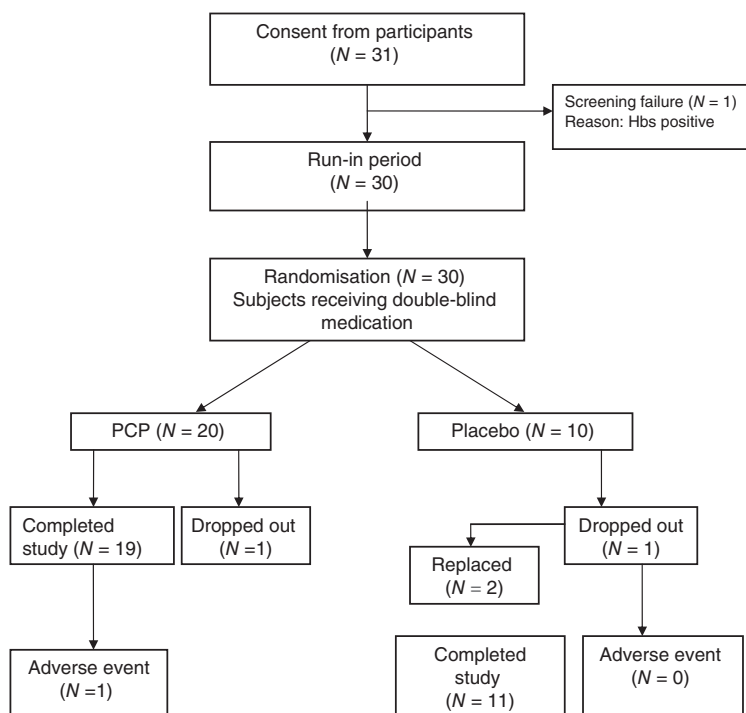 Consent from participants
(N = 31)
Screening failure (N = 1)
Reason: Hbs positive
Run-in period
(N = 30)
Randomisation (N = 30)
Subjects receiving double-blind
medication
PCP (N = 20)
Placebo (N = 10)
Completed
study (N = 19)
Dropped out
(N =1)
Dropped out
(N = 1)
Replaced
(N = 2)
Adverse event
(N =1)
Completed
study
(N = 11)
Adverse event
(N = 0)